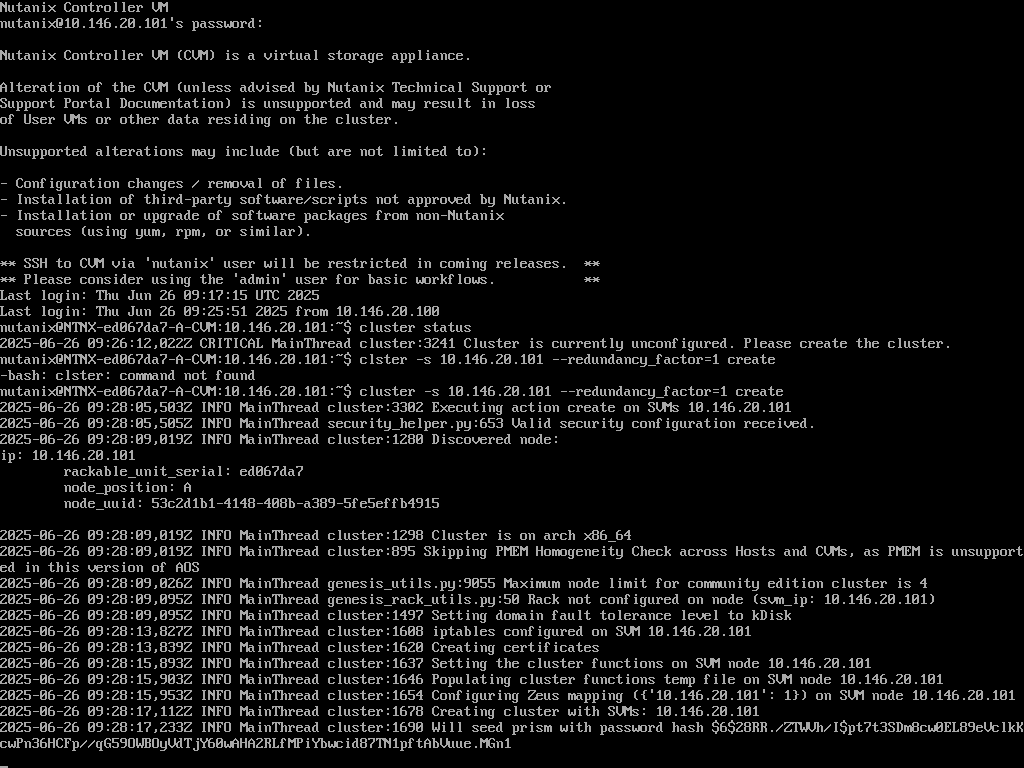 Nutanix Controller VM
nutanix@10.146.20.101's password:
Nutanix Controller VM (CVM) is a virtual storage appliance.
Alteration of the CVM (unless advised by Nutanix Technical Support or
Support Portal Documentation) is unsupported and may result in loss
of User VMs or other data residing on the cluster.
Unsupported alterations may include (but are not limited to):
- Configuration changes / removal of files.
- Installation of third-party software/scripts not approved by Nutanix.
- Installation or upgrade of software packages from non-Nutanix
  sources (using yum, rpm, or similar).
** SSH to CVM via 'nutanix' user will be restricted in coming releases.  **
** Please consider using the 'admin' user for basic workflows.           **
Last login: Thu Jun 26 09:17:15 UTC 2025
Last login: Thu Jun 26 09:25:51 2025 from 10.146.20.100
nutanix@NTNX-ed067da7-A-CVM:10.146.20.101:~$ cluster status
2025-06-26 09:26:12,022Z CRITICAL MainThread cluster:3241 Cluster is currently unconfigured. Please create the cluster.
nutanix@NTNX-ed067da7-A-CVM:10.146.20.101:~$ clster -s 10.146.20.101 --redundancy_factor=1 create
-bash: clster: command not found
nutanix@NTNX-ed067da7-A-CVM:10.146.20.101:~$ cluster -s 10.146.20.101 --redundancy_factor=1 create
2025-06-26 09:28:05,503Z INFO MainThread cluster:3302 Executing action create on SVMs 10.146.20.101
2025-06-26 09:28:05,505Z INFO MainThread security_helper.py:653 Valid security configuration received.
2025-06-26 09:28:09,019Z INFO MainThread cluster:1280 Discovered node:
ip: 10.146.20.101
        rackable_unit_serial: ed067da7
        node_position: A
        node_uuid: 53c2d1b1-4148-408b-a389-5fe5effb4915
2025-06-26 09:28:09,019Z INFO MainThread cluster:1298 Cluster is on arch x86_64
2025-06-26 09:28:09,019Z INFO MainThread cluster:895 Skipping PMEM Homogeneity Check across Hosts and CVMs, as PMEM is unsupport
ed in this version of AOS
2025-06-26 09:28:09,026Z INFO MainThread genesis_utils.py:9055 Maximum node limit for community edition cluster is 4
2025-06-26 09:28:09,095Z INFO MainThread genesis_rack_utils.py:50 Rack not configured on node (svm_ip: 10.146.20.101)
2025-06-26 09:28:09,095Z INFO MainThread cluster:1497 Setting domain fault tolerance level to kDisk
2025-06-26 09:28:13,827Z INFO MainThread cluster:1608 iptables configured on SVM 10.146.20.101
2025-06-26 09:28:13,839Z INFO MainThread cluster:1620 Creating certificates
2025-06-26 09:28:15,893Z INFO MainThread cluster:1637 Setting the cluster functions on SVM node 10.146.20.101
2025-06-26 09:28:15,903Z INFO MainThread cluster:1646 Populating cluster functions temp file on SVM node 10.146.20.101
2025-06-26 09:28:15,953Z INFO MainThread cluster:1654 Configuring Zeus mapping ({'10.146.20.101': 1}) on SVM node 10.146.20.101
2025-06-26 09:28:17,112Z INFO MainThread cluster:1678 Creating cluster with SVMs: 10.146.20.101
2025-06-26 09:28:17,233Z INFO MainThread cluster:1690 Will seed prism with password hash $6$28RR./ZTWVh/I$pt7t3SDm8cw0EL89eVclkK
cwPn36HCFp//qG59OWBOyVdTjY60wAHA2RLfMPiYbwcid87TN1pftAbVuue.MGn1